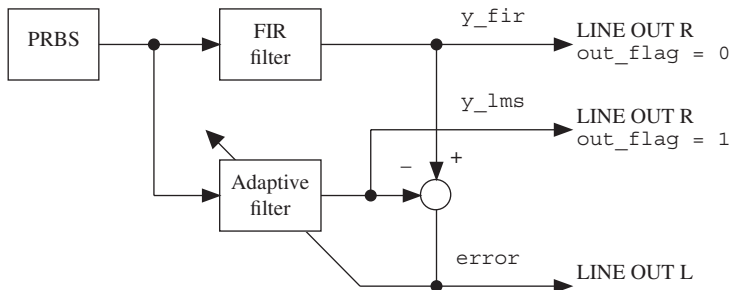 PRBS
FIR
filter
y_fir
LINE OUT R
out_flag = 0
y_lms
LINE OUT R
out_flag = 1
+
−
Adaptive
filter
error
LINE OUT L